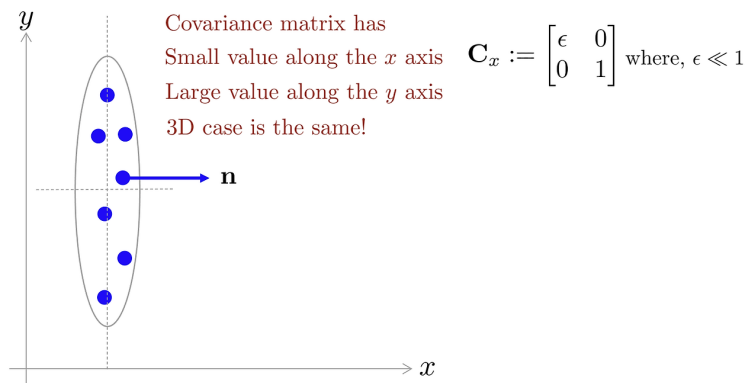 y
Covariance matrix has
Small value along the x axis
Large value along the y axis
3D case is the same!
C_x := [ϵ 0
0 1] where, ϵ ≪ 1
n
x